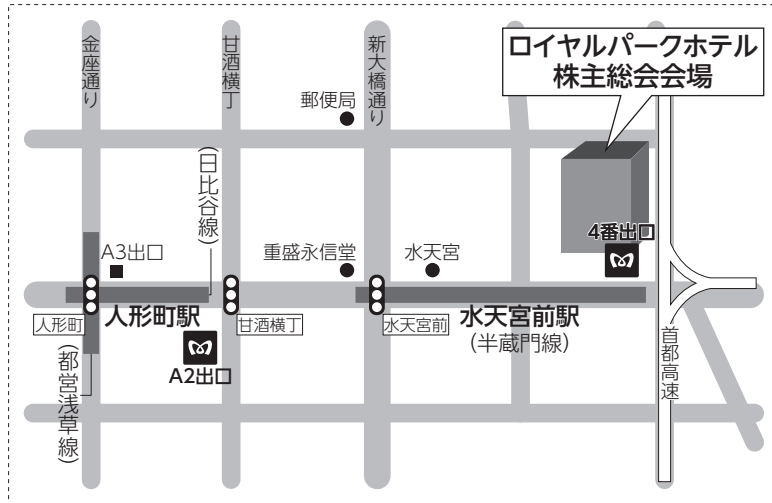 金座通り
甘酒横丁
新大橋通り
ロイヤルパークホテル
株主総会会場
郵便局
(日比谷線)
A3出口
重盛永信堂
水天宮
4番出口
人形町
人形町駅
甘酒横丁
水天宮前
水天宮前駅
(半蔵門線)
A2出口
(都営浅草線)
首都高速